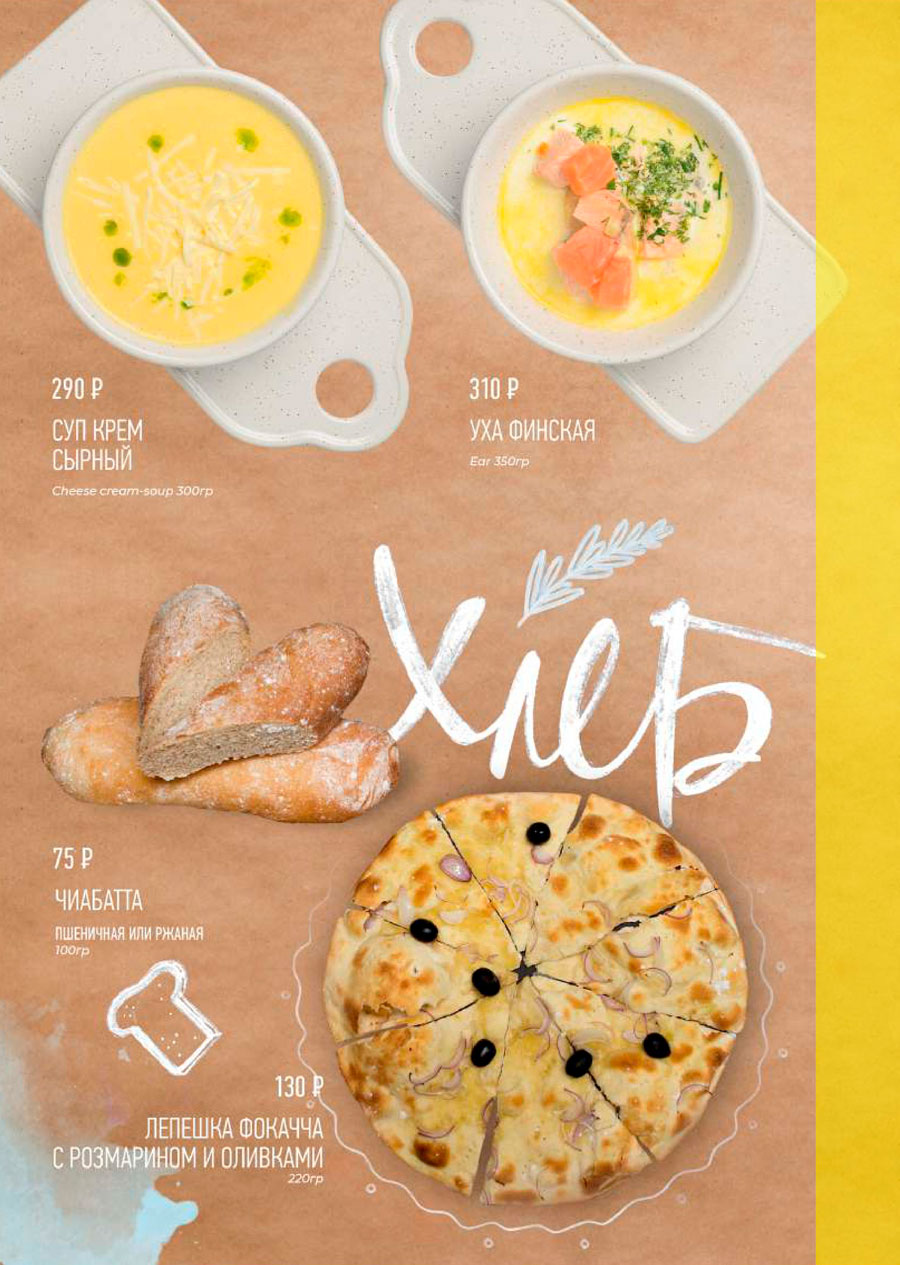 290 ₽
СУП КРЕМ
СЫРНЫЙ
Cheese cream-soup 300гр
310 ₽
УХА ФИНСКАЯ
Ear 350гр
Хлеб
75 ₽
ЧИАБАТТА
ПШЕНИЧНАЯ ИЛИ РЖАНАЯ
100гр
130 ₽
ЛЕПЕШКА ФОКАЧЧА
С РОЗМАРИНОМ И ОЛИВКАМИ
220гр